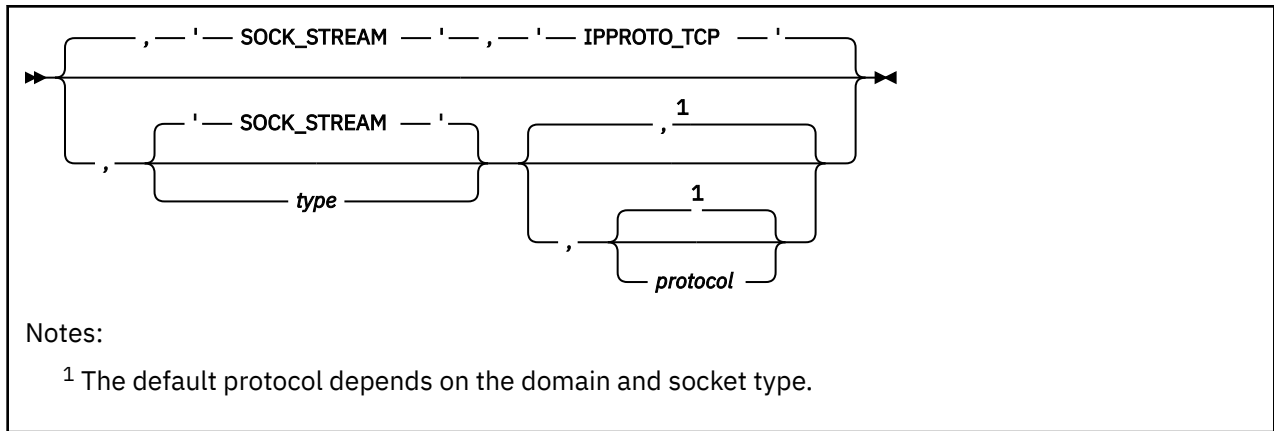 , ' SOCK_STREAM ' , ' IPPROTO_TCP '
' SOCK_STREAM '
1
,
,
type
1
,
protocol
Notes:
1 The default protocol depends on the domain and socket type.